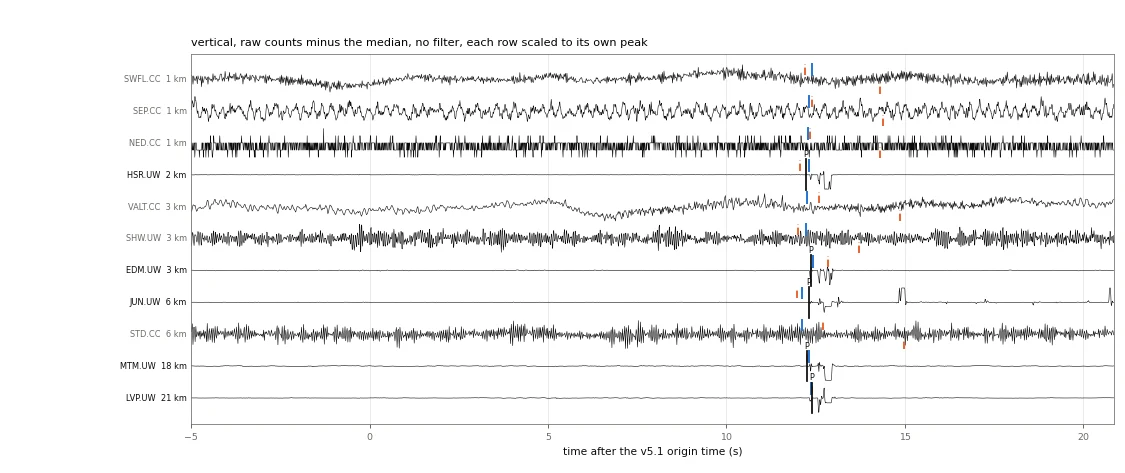 vertical, raw counts minus the median, no filter, each row scaled to its own peak
SWFL.CC 1 km
SEP.CC 1 km
NED.CC 1 km
P
HSR.UW 2 km
VALT.CC 3 km
SHW.UW 3 km
P
EDM.UW 3 km
P
JUN.UW 6 km
STD.CC 6 km
P
MTM.UW 18 km
P
LVP.UW 21 km
−5 0 5 10 15 20
time after the v5.1 origin time (s)